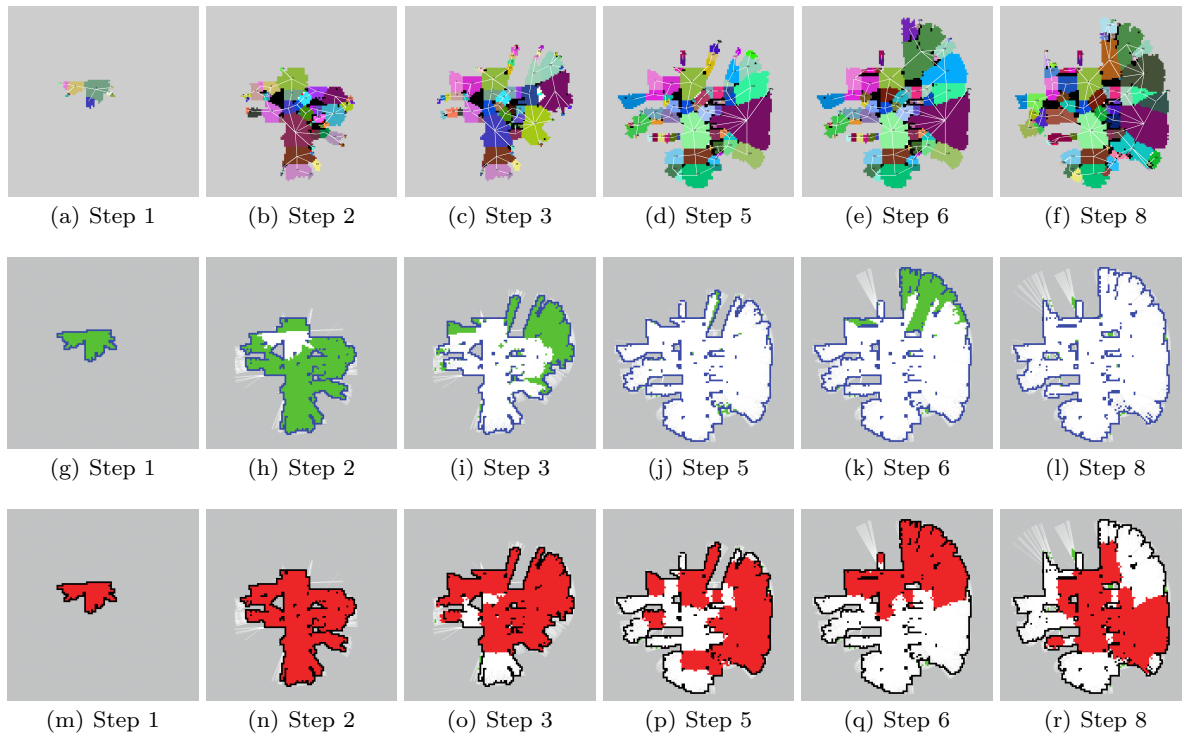 (a) Step 1 (b) Step 2 (c) Step 3 (d) Step 5 (e) Step 6 (f) Step 8
(g) Step 1 (h) Step 2 (i) Step 3 (j) Step 5 (k) Step 6 (l) Step 8
(m) Step 1 (n) Step 2 (o) Step 3 (p) Step 5 (q) Step 6 (r) Step 8